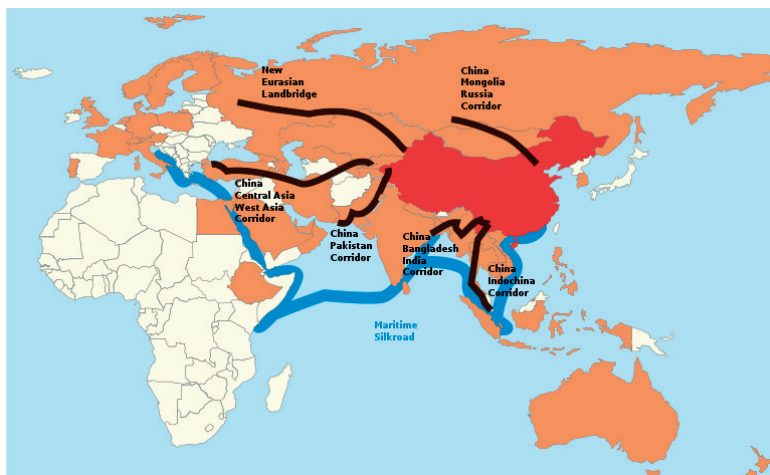 New
Eurasian
Landbridge
China
Mongolia
Russia
Corridor
China
Central Asia
West Asia
Corridor
China
Pakistan
Corridor
China
Bangladesh
India
Corridor
China
Indochina
Corridor
Maritime
Silkroad